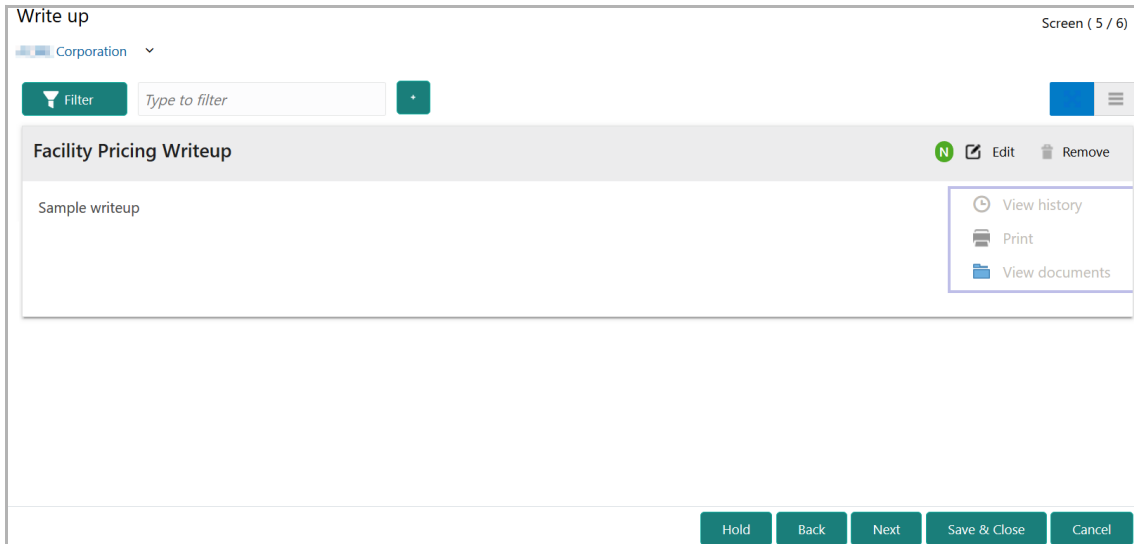 Write up
Screen ( 5 / 6)
Corporation
Filter
Type to filter
+
Facility Pricing Writeup
N
Edit
Remove
Sample writeup
View history
Print
View documents
Hold
Back
Next
Save & Close
Cancel